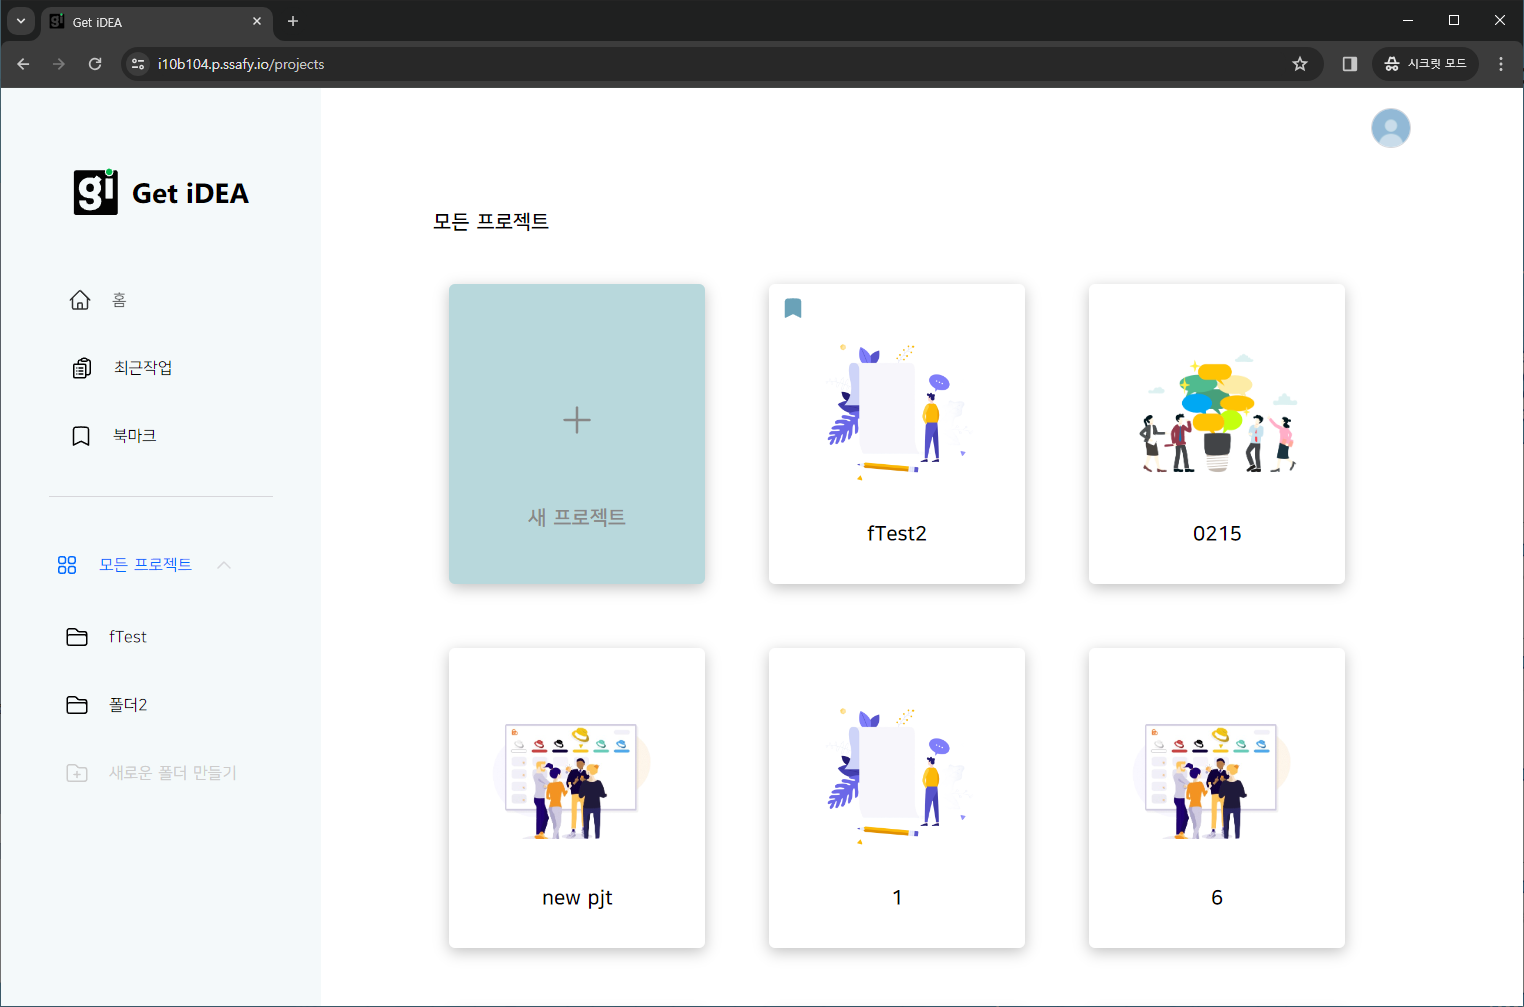 Get iDEA
i10b104.p.ssafy.io/projects
시크릿 모드
gi Get iDEA
홈
최근작업
북마크
모든 프로젝트
fTest
폴더2
새로운 폴더 만들기
모든 프로젝트
새 프로젝트
fTest2
0215
new pjt
1
6